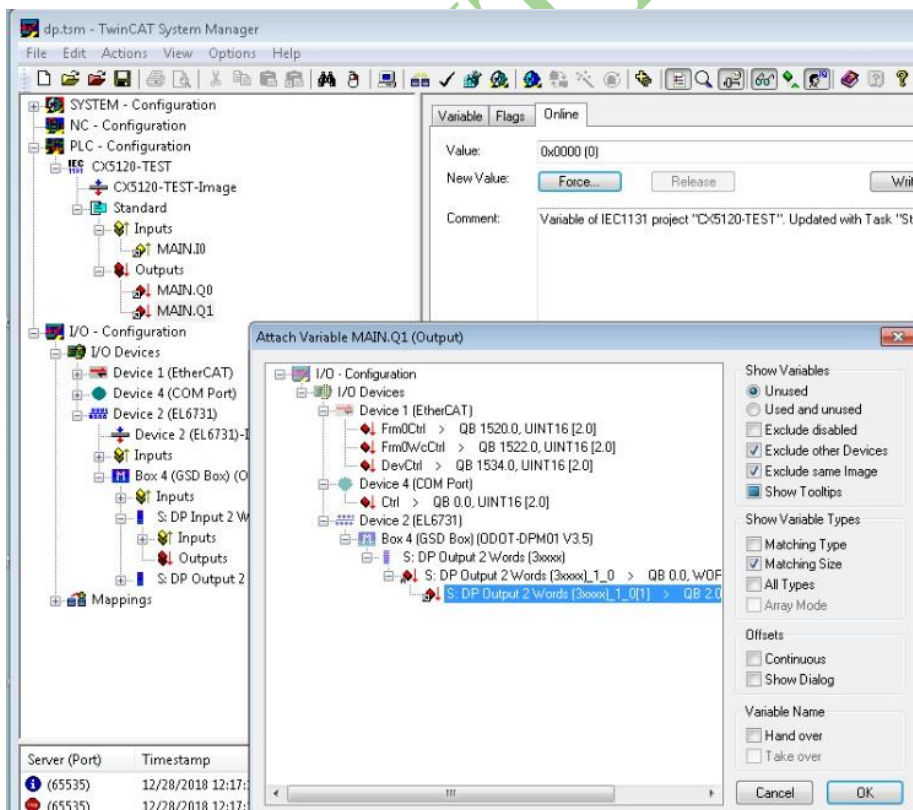 dp.tsm - TwinCAT System Manager
File Edit Actions View Options Help
SYSTEM - Configuration
NC - Configuration
PLC - Configuration
CX5120-TEST
CX5120-TEST-Image
Standard
Inputs
MAIN.I0
Outputs
MAIN.Q0
MAIN.Q1
I/O - Configuration
I/O Devices
Device 1 (EtherCAT)
Device 4 (COM Port)
Device 2 (EL6731)
Device 2 (EL6731)-I
Inputs
Box 4 (GSD Box) (O
Inputs
S: DP Input 2 W
Inputs
Outputs
S: DP Output 2
Mappings
Variable Flags Online
Value: 0x0000 (0)
New Value: Force... Release Writ
Comment: Variable of IEC1131 project "CX5120-TEST". Updated with Task "St
Attach Variable MAIN.Q1 (Output)
I/O - Configuration
I/O Devices
Device 1 (EtherCAT)
Frm0Ctrl > QB 1520.0, UINT16 [2.0]
Frm0WcCtrl > QB 1522.0, UINT16 [2.0]
DevCtrl > QB 1534.0, UINT16 [2.0]
Device 4 (COM Port)
Ctrl > QB 0.0, UINT16 [2.0]
Device 2 (EL6731)
Box 4 (GSD Box) (ODOT-DPM01 V3.5)
S: DP Output 2 Words (3xxxx)
S: DP Output 2 Words (3xxxx)_1_0 > QB 0.0, WOF
S: DP Output 2 Words (3xxxx)_1_0[1] > QB 2.0
Show Variables
Unused
Used and unused
Exclude disabled
Exclude other Devices
Exclude same Image
Show Tooltips
Show Variable Types
Matching Type
Matching Size
All Types
Array Mode
Offsets
Continuous
Show Dialog
Variable Name
Hand over
Take over
Cancel OK
Server (Port) Timestamp
(65535) 12/28/2018 12:17:
(65535) 12/28/2018 12:17: